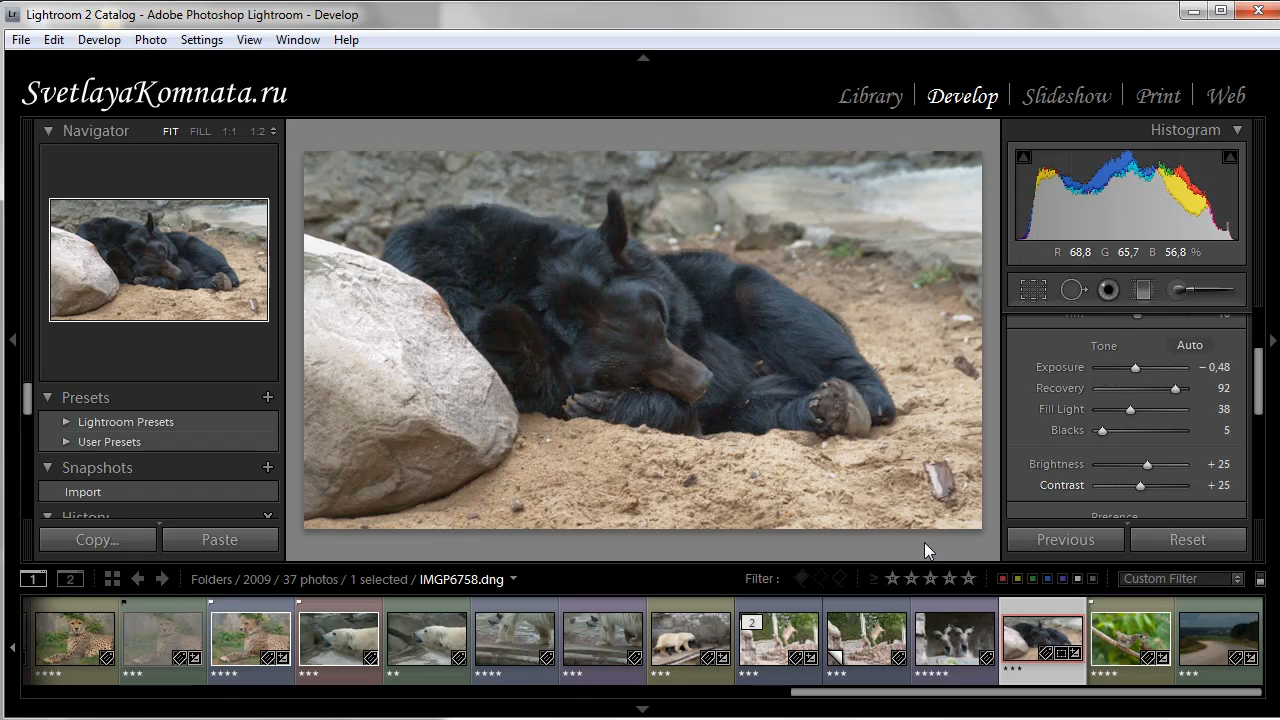 Lr Lightroom 2 Catalog - Adobe Photoshop Lightroom - Develop
File Edit Develop Photo Settings View Window Help
SvetlayaKomnata.ru
Library Develop Slideshow Print Web
Navigator FIT FILL 1:1 1:2
Histogram
R 68,8 G 65,7 B 56,8 %
Tone Auto
Exposure - 0,48
Recovery 92
Fill Light 38
Blacks 5
Brightness + 25
Contrast + 25
Presence
Presets
Lightroom Presets
User Presets
Snapshots
Import
History
Copy... Paste
Previous Reset
1 2 Folders / 2009 / 37 photos / 1 selected / IMGP6758.dng Filter : Custom Filter
2